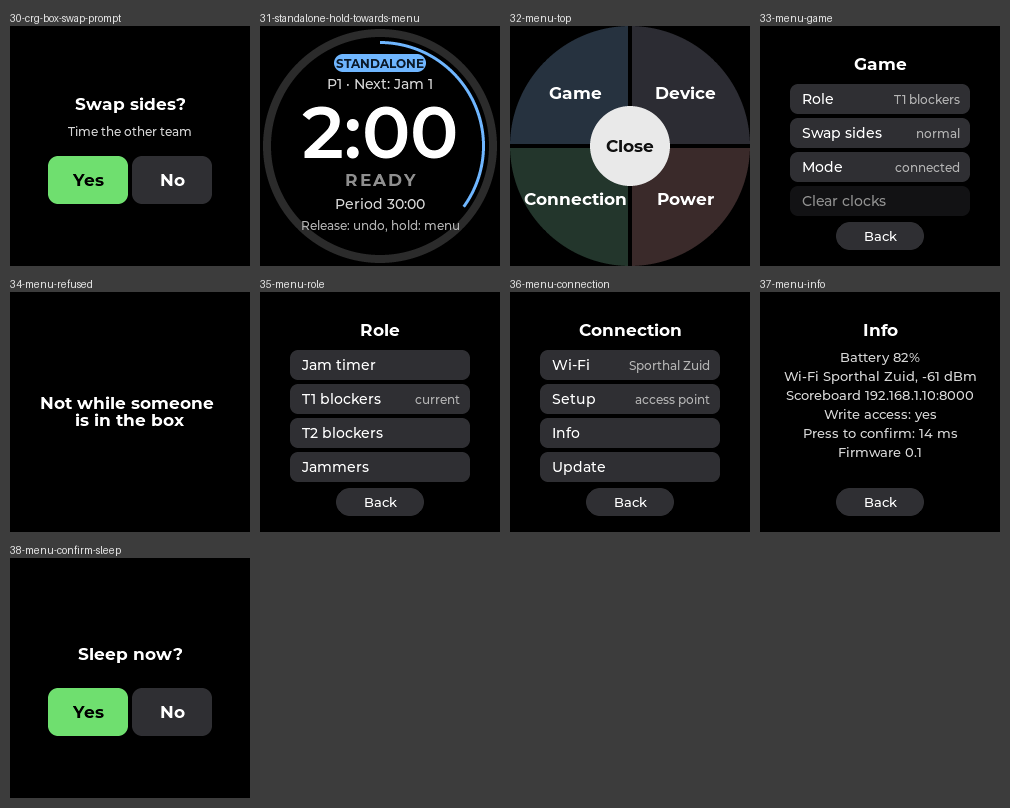 30-crg-box-swap-prompt
Swap sides?
Time the other team
Yes
No
31-standalone-hold-towards-menu
STANDALONE
P1 · Next: Jam 1
2:00
READY
Period 30:00
Release: undo, hold: menu
32-menu-top
Game
Device
Close
Connection
Power
33-menu-game
Game
Role T1 blockers
Swap sides normal
Mode connected
Clear clocks
Back
34-menu-refused
Not while someone
is in the box
35-menu-role
Role
Jam timer
T1 blockers current
T2 blockers
Jammers
Back
36-menu-connection
Connection
Wi-Fi Sporthal Zuid
Setup access point
Info
Update
Back
37-menu-info
Info
Battery 82%
Wi-Fi Sporthal Zuid, -61 dBm
Scoreboard 192.168.1.10:8000
Write access: yes
Press to confirm: 14 ms
Firmware 0.1
Back
38-menu-confirm-sleep
Sleep now?
Yes
No